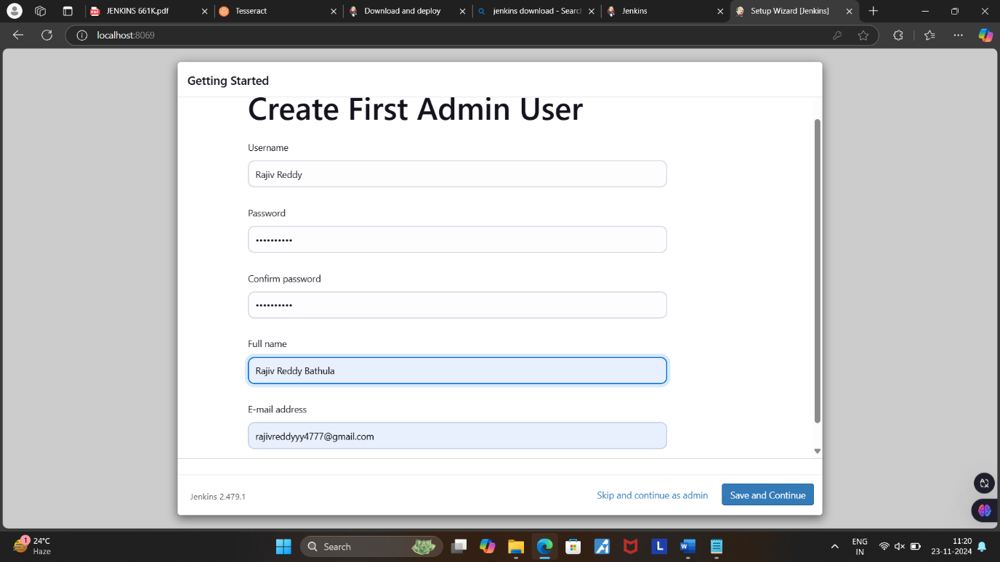 JENKINS 661K.pdf
Tesseract
Download and deploy
jenkins download - Search
Jenkins
Setup Wizard [Jenkins]
localhost:8069
Getting Started
Create First Admin User
Username
Rajiv Reddy
Password
••••••••••
Confirm password
••••••••••
Full name
Rajiv Reddy Bathula
E-mail address
rajivreddyyy4777@gmail.com
Jenkins 2.479.1
Skip and continue as admin
Save and Continue
1
24°C
Haze
Search
ENG
IN
11:20
23-11-2024